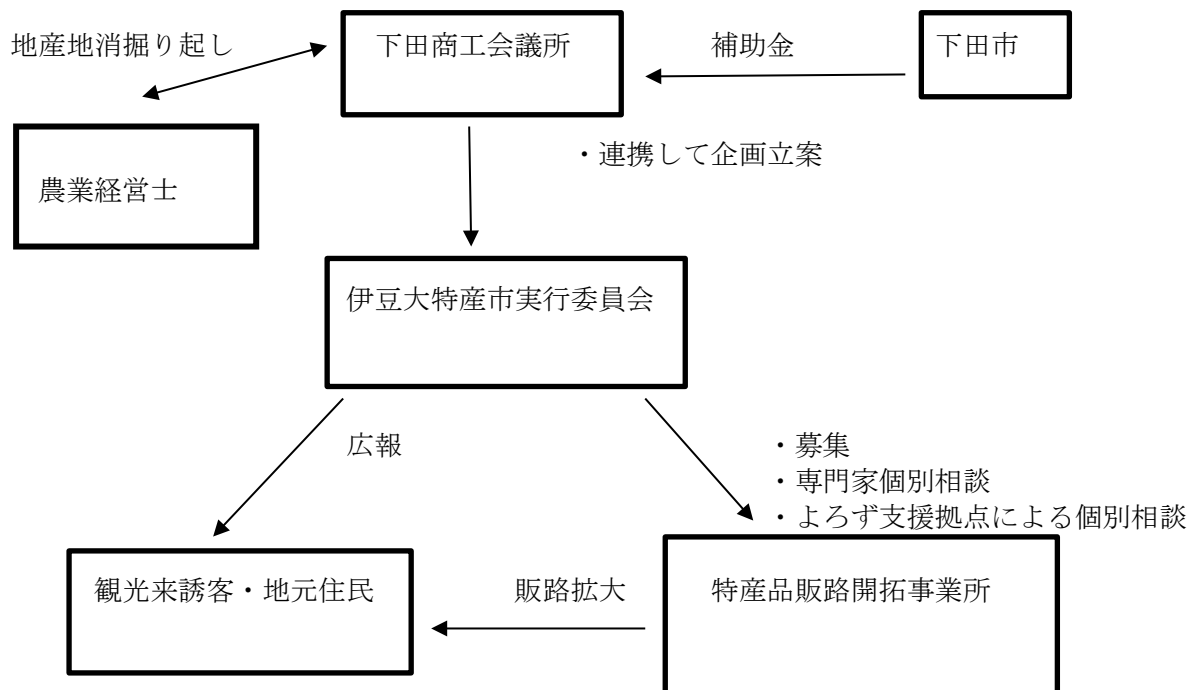 地産地消掘り起し
下田商工会議所
補助金
下田市
・連携して企画立案
農業経営士
伊豆大特産市実行委員会
広報
・募集
・専門家個別相談
・よろず支援拠点による個別相談
観光来誘客・地元住民
販路拡大
特産品販路開拓事業所